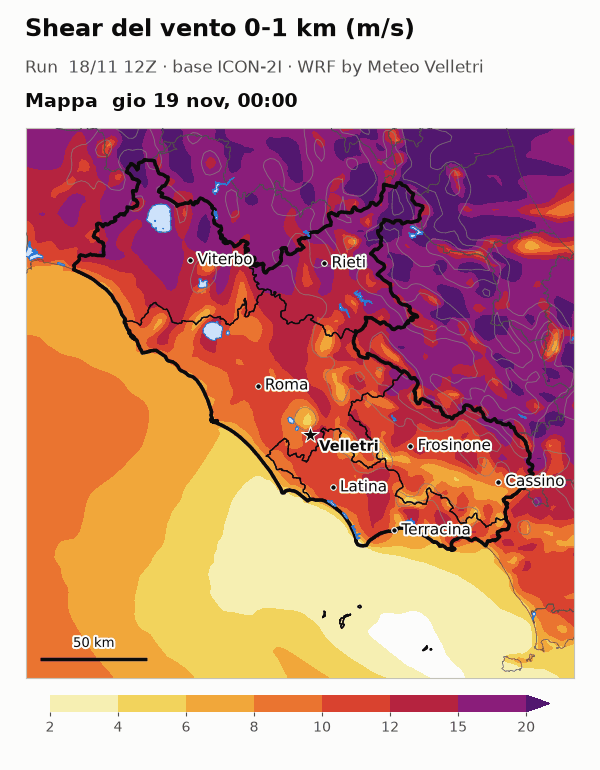 Shear del vento 0-1 km (m/s)
Run  18/11 12Z · base ICON-2I · WRF by Meteo Velletri
Mappa  gio 19 nov, 00:00
Viterbo
Rieti
Roma
Velletri
Frosinone
Cassino
Latina
Terracina
50 km
2 4 6 8 10 12 15 20